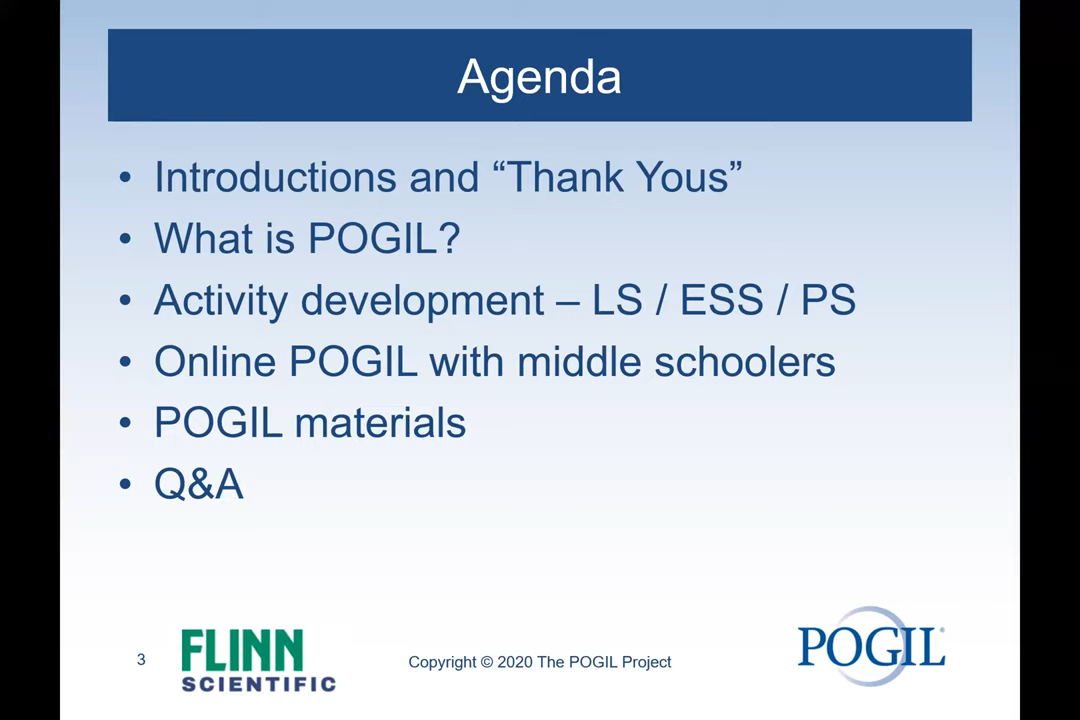 Agenda
• Introductions and “Thank Yous”
• What is POGIL?
• Activity development – LS / ESS / PS
• Online POGIL with middle schoolers
• POGIL materials
• Q&A
3
FLINN
SCIENTIFIC
Copyright © 2020 The POGIL Project
POGIL®